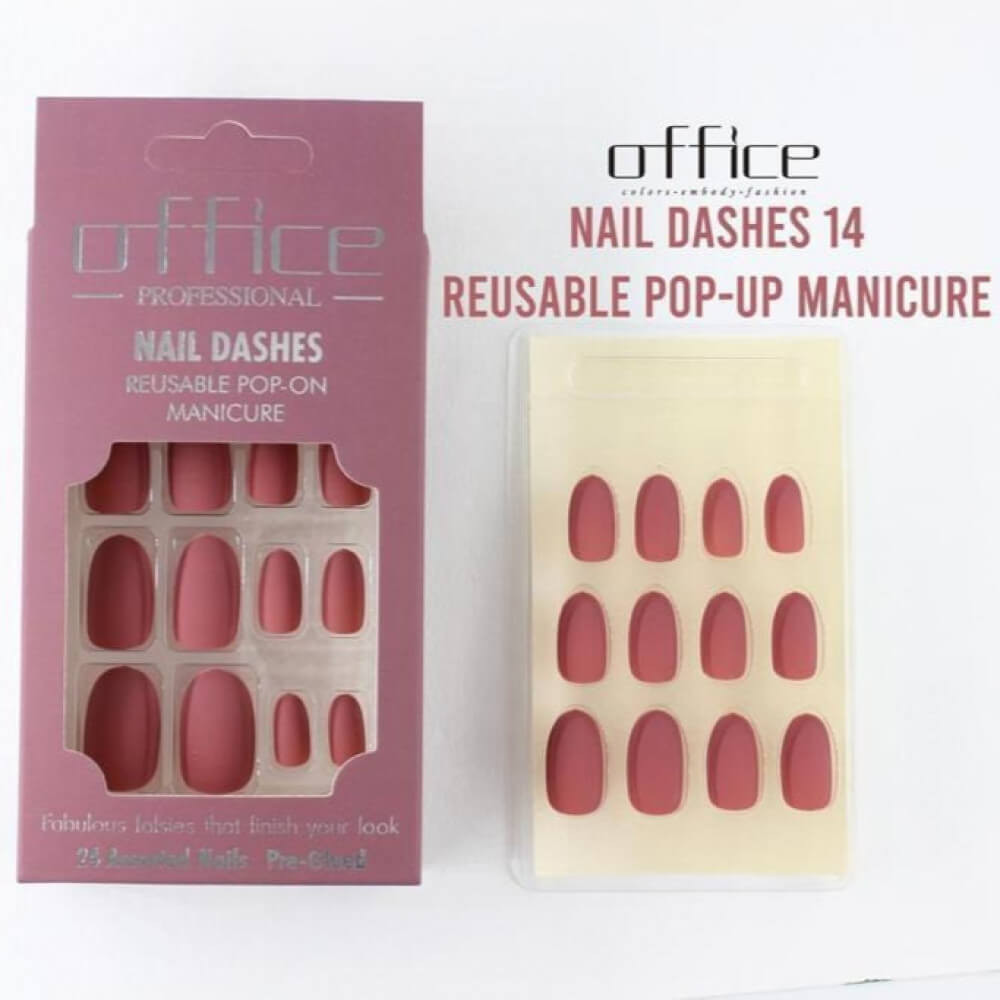 office
PROFESSIONAL
NAIL DASHES
REUSABLE POP-ON
MANICURE
Fabulous falsies that finish your look
24 Assorted Nails Pre-Glued
office
colors-embody-fashion
NAIL DASHES 14
REUSABLE POP-UP MANICURE